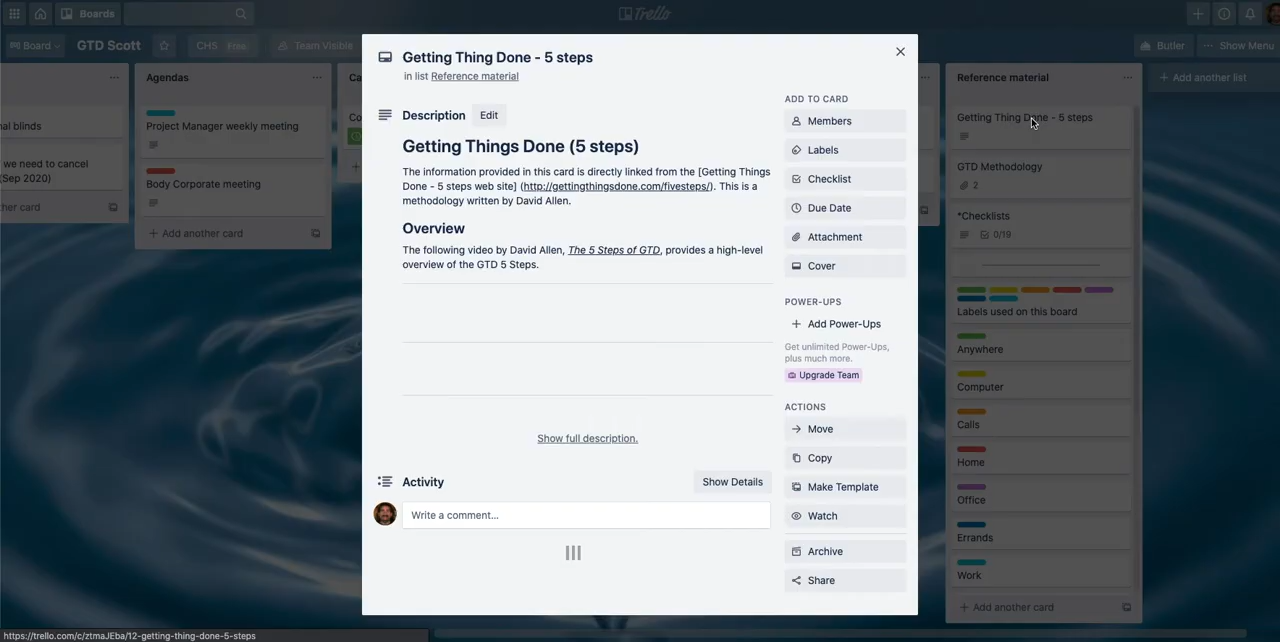 Boards
Trello
Board
GTD Scott
CH5
Free
Team Visible
Butler
Show Menu
al blinds
we need to cancel
(Sep 2020)
her card
Agendas
Project Manager weekly meeting
Body Corporate meeting
+ Add another card
Ca
Co
Getting Thing Done - 5 steps
in list Reference material
Description
Edit
Getting Things Done (5 steps)
The information provided in this card is directly linked from the [Getting Things
Done - 5 steps web site] (http://gettingthingsdone.com/fivesteps/). This is a
methodology written by David Allen.
Overview
The following video by David Allen, The 5 Steps of GTD, provides a high-level
overview of the GTD 5 Steps.
Show full description.
Activity
Show Details
Write a comment…
ADD TO CARD
Members
Labels
Checklist
Due Date
Attachment
Cover
POWER-UPS
+ Add Power-Ups
Get unlimited Power-Ups,
plus much more.
Upgrade Team
ACTIONS
Move
Copy
Make Template
Watch
Archive
Share
Reference material
Getting Thing Done - 5 steps
GTD Methodology
2
*Checklists
0/19
Labels used on this board
Anywhere
Computer
Calls
Home
Office
Errands
Work
+ Add another card
+ Add another list
https://trello.com/c/ztmaJEba/12-getting-thing-done-5-steps